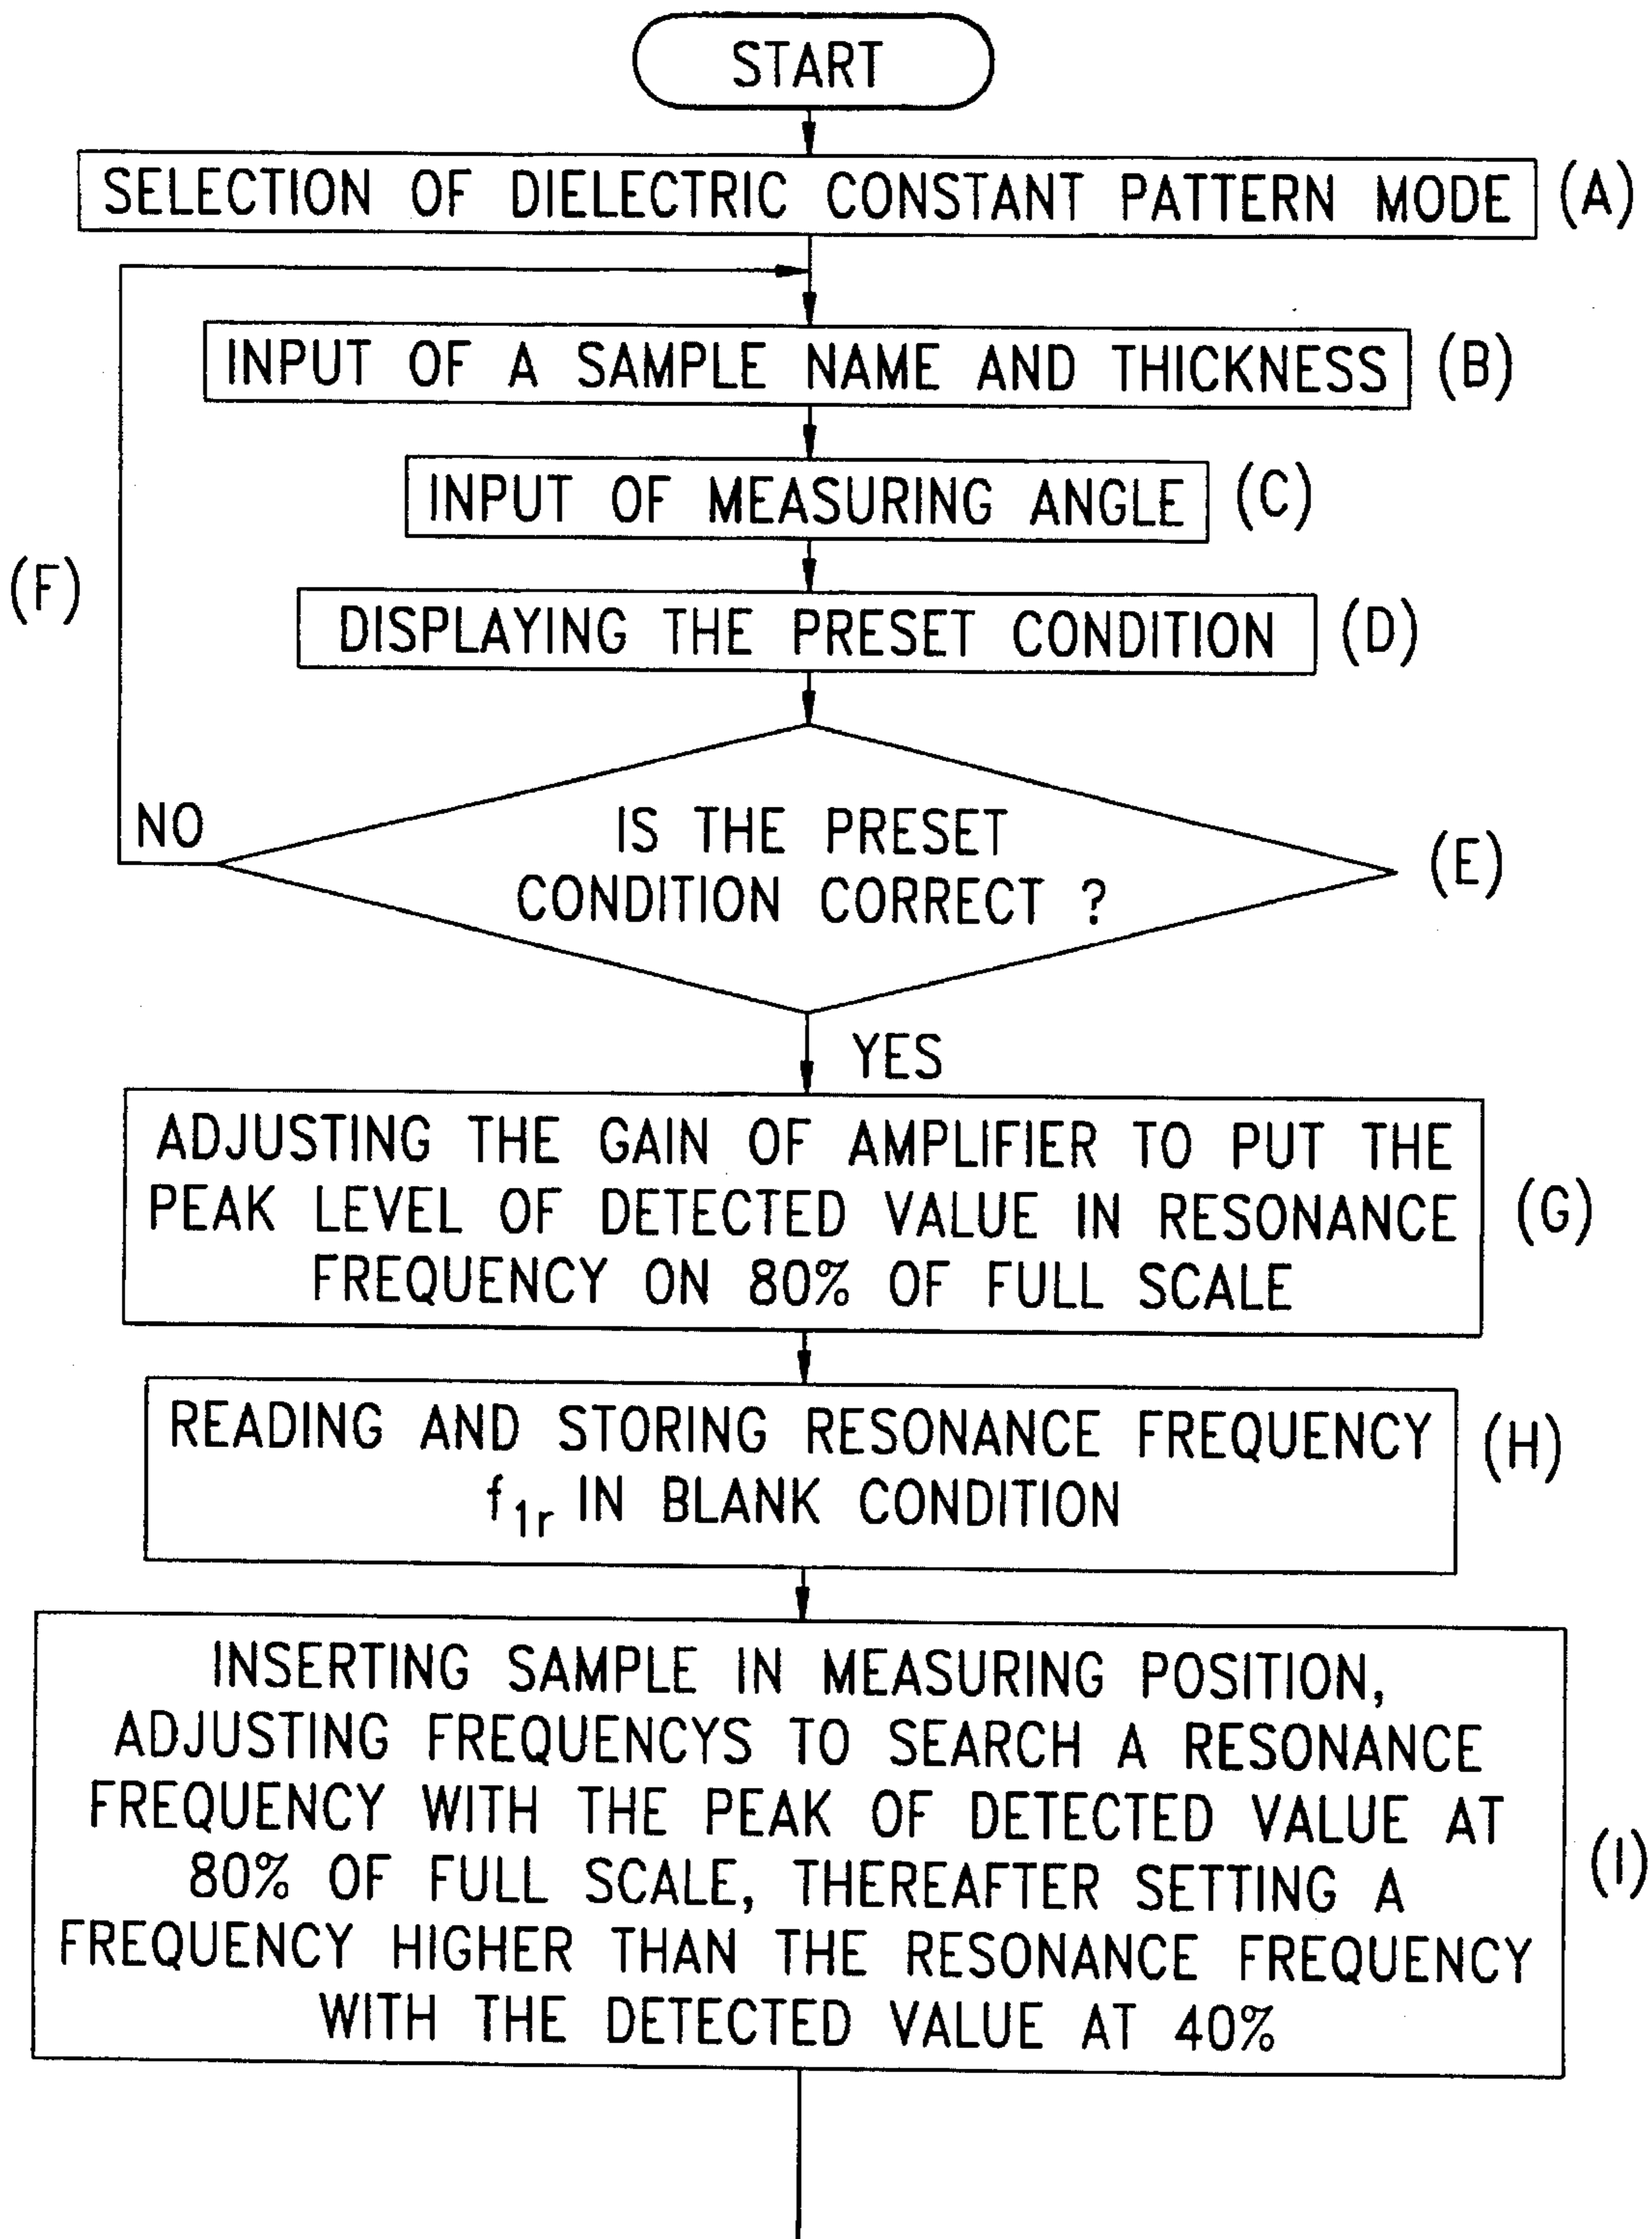 START
SELECTION OF DIELECTRIC CONSTANT PATTERN MODE (A)
INPUT OF A SAMPLE NAME AND THICKNESS (B)
INPUT OF MEASURING ANGLE (C)
(F)
DISPLAYING THE PRESET CONDITION (D)
NO
IS THE PRESET
CONDITION CORRECT ?
(E)
YES
ADJUSTING THE GAIN OF AMPLIFIER TO PUT THE
PEAK LEVEL OF DETECTED VALUE IN RESONANCE
FREQUENCY ON 80% OF FULL SCALE
(G)
READING AND STORING RESONANCE FREQUENCY
f1r IN BLANK CONDITION
(H)
INSERTING SAMPLE IN MEASURING POSITION,
ADJUSTING FREQUENCYS TO SEARCH A RESONANCE
FREQUENCY WITH THE PEAK OF DETECTED VALUE AT
80% OF FULL SCALE, THEREAFTER SETTING A
FREQUENCY HIGHER THAN THE RESONANCE FREQUENCY
WITH THE DETECTED VALUE AT 40%
(I)